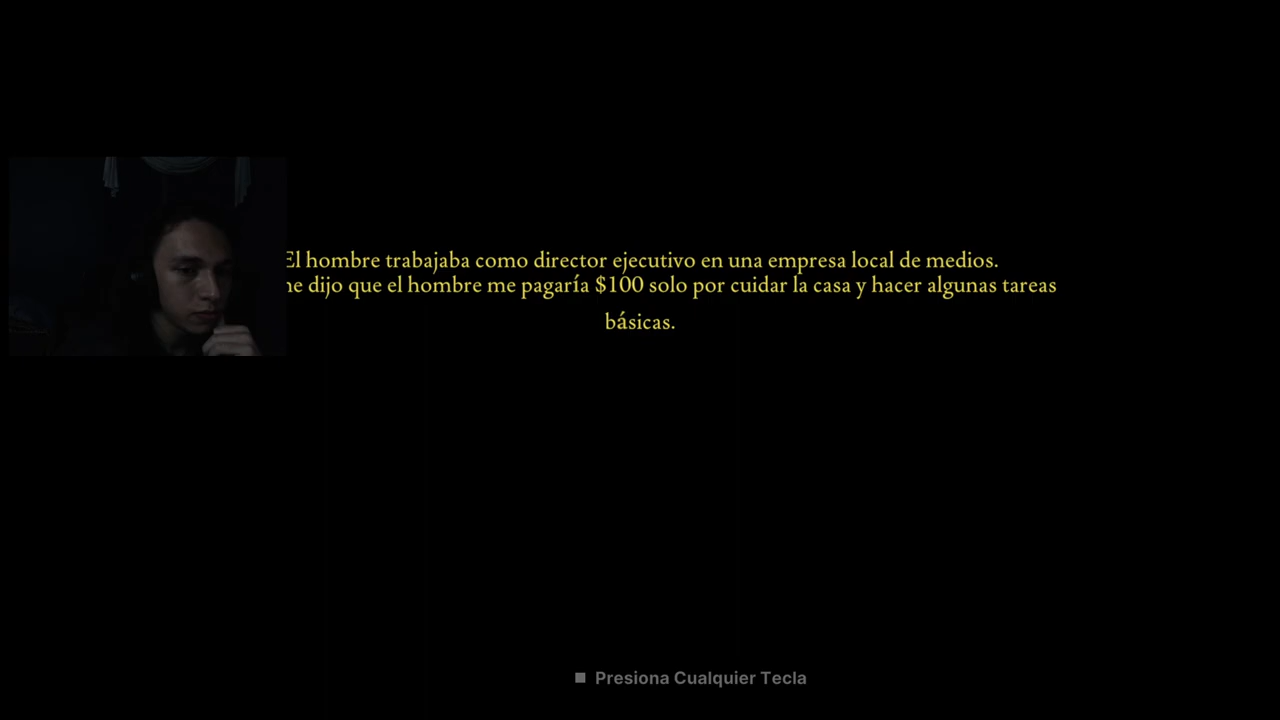 El hombre trabajaba como director ejecutivo en una empresa local de medios.
dijo que el hombre me pagaría $100 solo por cuidar la casa y hacer algunas tareas
básicas.
Presiona Cualquier Tecla